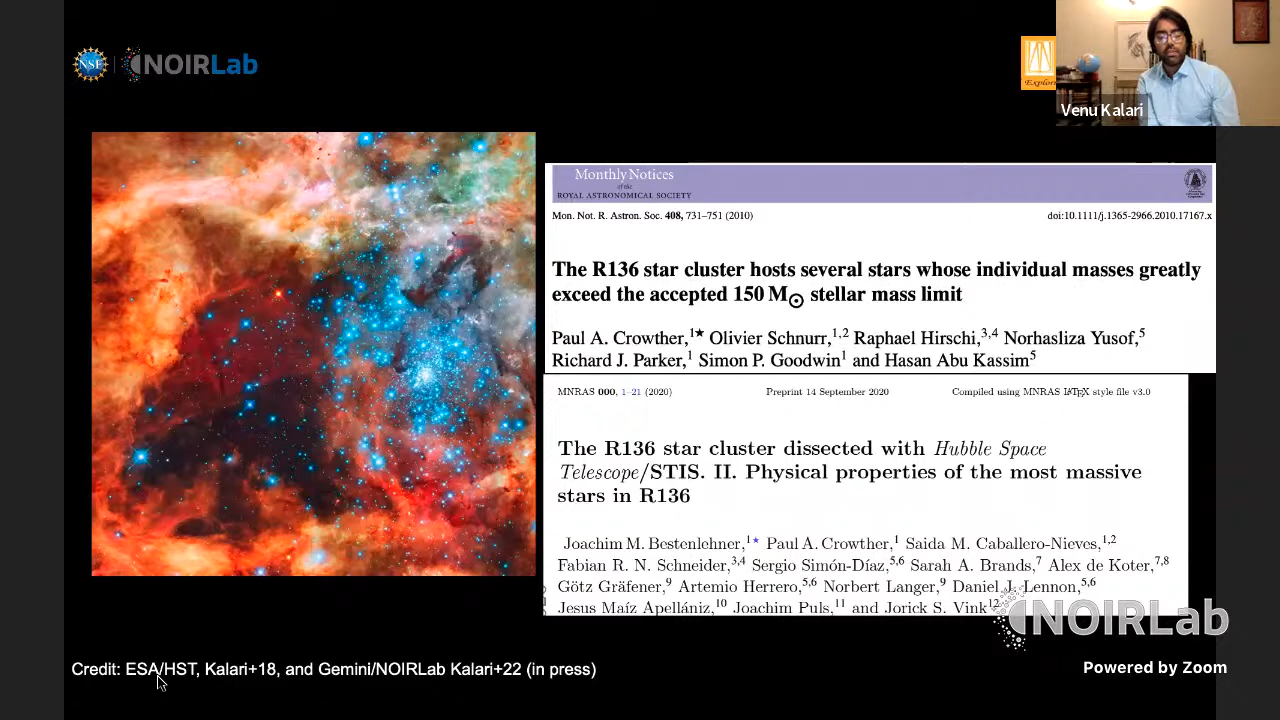 NSF
NOIRLab
Explor
Venu Kalari
Monthly Notices
of the
ROYAL ASTRONOMICAL SOCIETY
Mon. Not. R. Astron. Soc. 408, 731–751 (2010)
doi:10.1111/j.1365-2966.2010.17167.x
The R136 star cluster hosts several stars whose individual masses greatly
exceed the accepted 150 M⊙ stellar mass limit
Paul A. Crowther,1★ Olivier Schnurr,1,2 Raphael Hirschi,3,4 Norhasliza Yusof,5
Richard J. Parker,1 Simon P. Goodwin1 and Hasan Abu Kassim5
MNRAS 000, 1–21 (2020)
Preprint 14 September 2020
Compiled using MNRAS LATEX style file v3.0
The R136 star cluster dissected with Hubble Space
Telescope/STIS. II. Physical properties of the most massive
stars in R136
Joachim M. Bestenlehner,1★ Paul A. Crowther,1 Saida M. Caballero-Nieves,1,2
Fabian R. N. Schneider,3,4 Sergio Simón-Díaz,5,6 Sarah A. Brands,7 Alex de Koter,7,8
Götz Gräfener,9 Artemio Herrero,5,6 Norbert Langer,9 Daniel J. Lennon,5,6
Jesus Maíz Apellániz,10 Joachim Puls,11 and Jorick S. Vink12
NOIRLab
Credit: ESA/HST, Kalari+18, and Gemini/NOIRLab Kalari+22 (in press)
Powered by Zoom